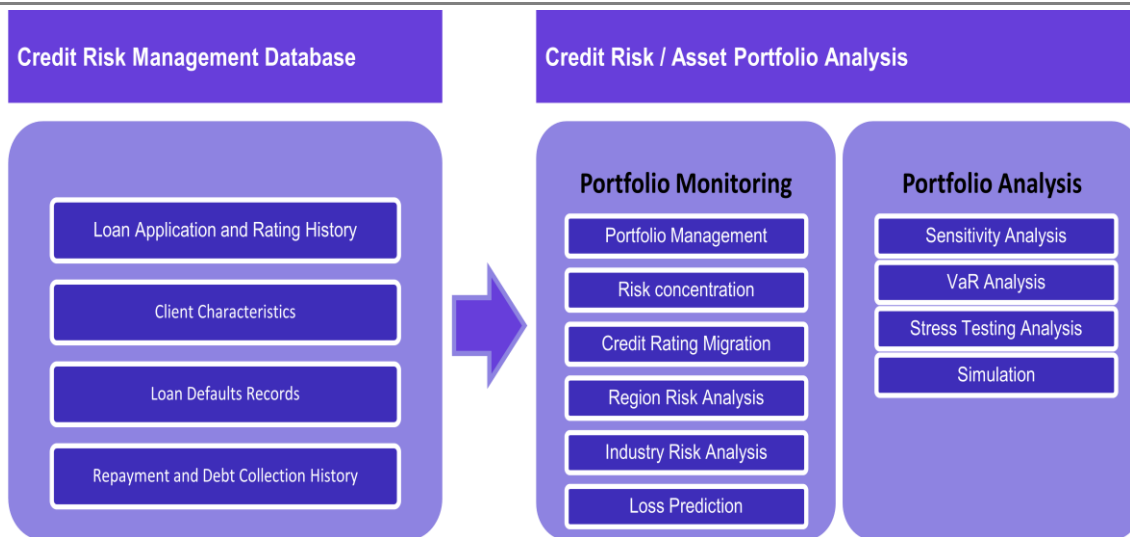 Credit Risk Management Database
Credit Risk / Asset Portfolio Analysis
Loan Application and Rating History
Client Characteristics
Loan Defaults Records
Repayment and Debt Collection History
Portfolio Monitoring
Portfolio Management
Risk concentration
Credit Rating Migration
Region Risk Analysis
Industry Risk Analysis
Loss Prediction
Portfolio Analysis
Sensitivity Analysis
VaR Analysis
Stress Testing Analysis
Simulation